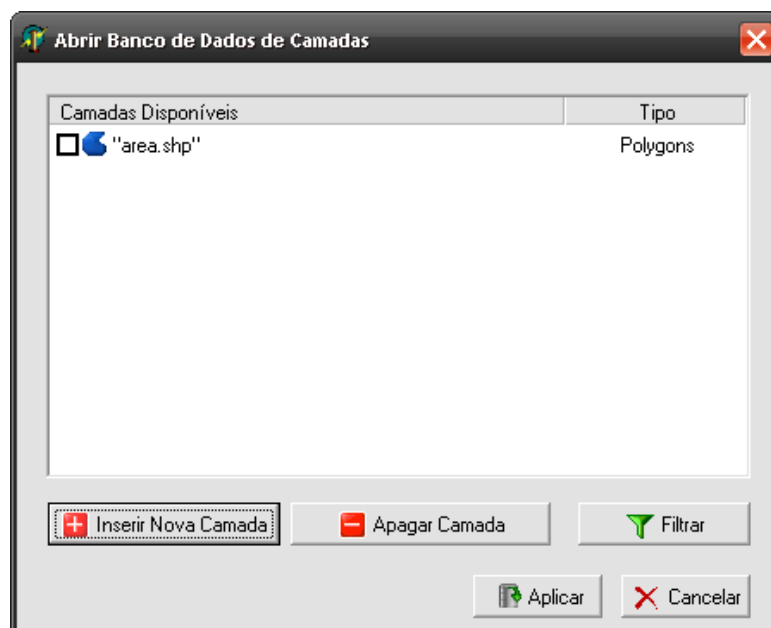 Abrir Banco de Dados de Camadas
Camadas Disponíveis Tipo
"area.shp" Polygons
Inserir Nova Camada Apagar Camada Filtrar
Aplicar Cancelar